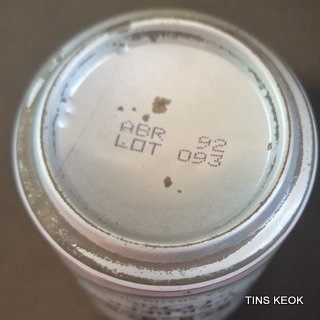 ABR 92
LOT 093
TINS KEOK